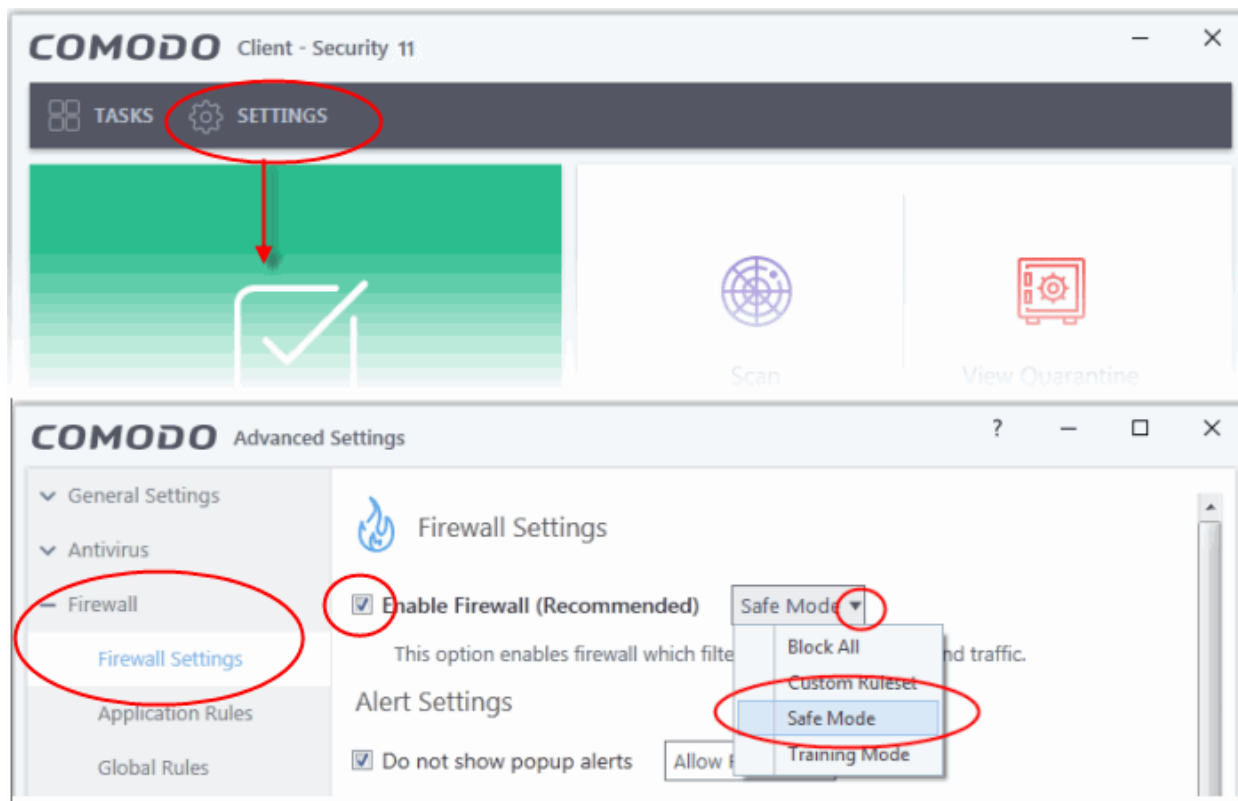 COMODO Client - Security 11
TASKS SETTINGS
Scan View Quarantine
COMODO Advanced Settings ?
General Settings
Antivirus
Firewall
Firewall Settings
Application Rules
Global Rules
Firewall Settings
Enable Firewall (Recommended) Safe Mode
Block All
Custom Ruleset
Safe Mode
Training Mode
This option enables firewall which filte nd traffic.
Alert Settings
Do not show popup alerts Allow